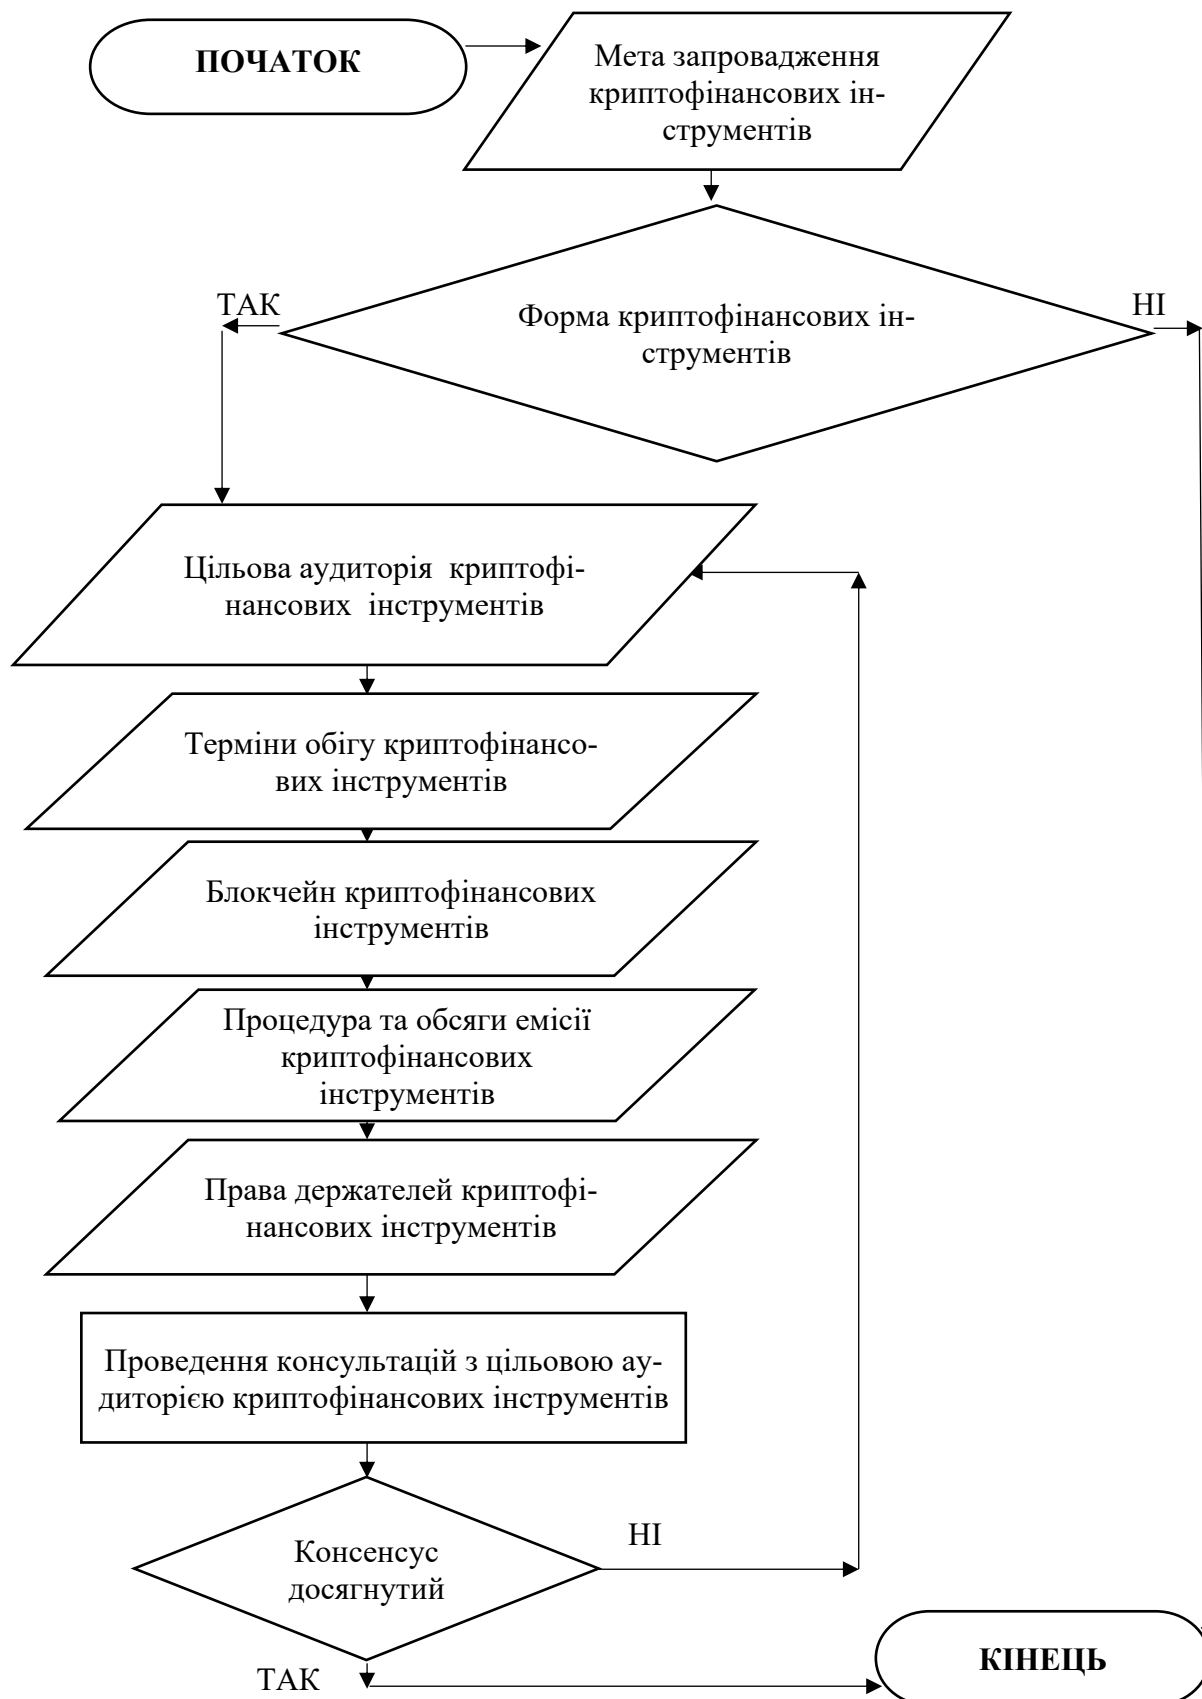 ПОЧАТОК
Мета запровадження
криптофінансових ін-
струментів
ТАК
НІ
Форма криптофінансових ін-
струментів
Цільова аудиторія криптофі-
нансових інструментів
Терміни обігу криптофінансо-
вих інструментів
Блокчейн криптофінансових
інструментів
Процедура та обсяги емісії
криптофінансових
інструментів
Права держателей криптофі-
нансових інструментів
Проведення консультацій з цільовою ау-
диторією криптофінансових інструментів
НІ
Консенсус
досягнутий
ТАК
КІНЕЦЬ